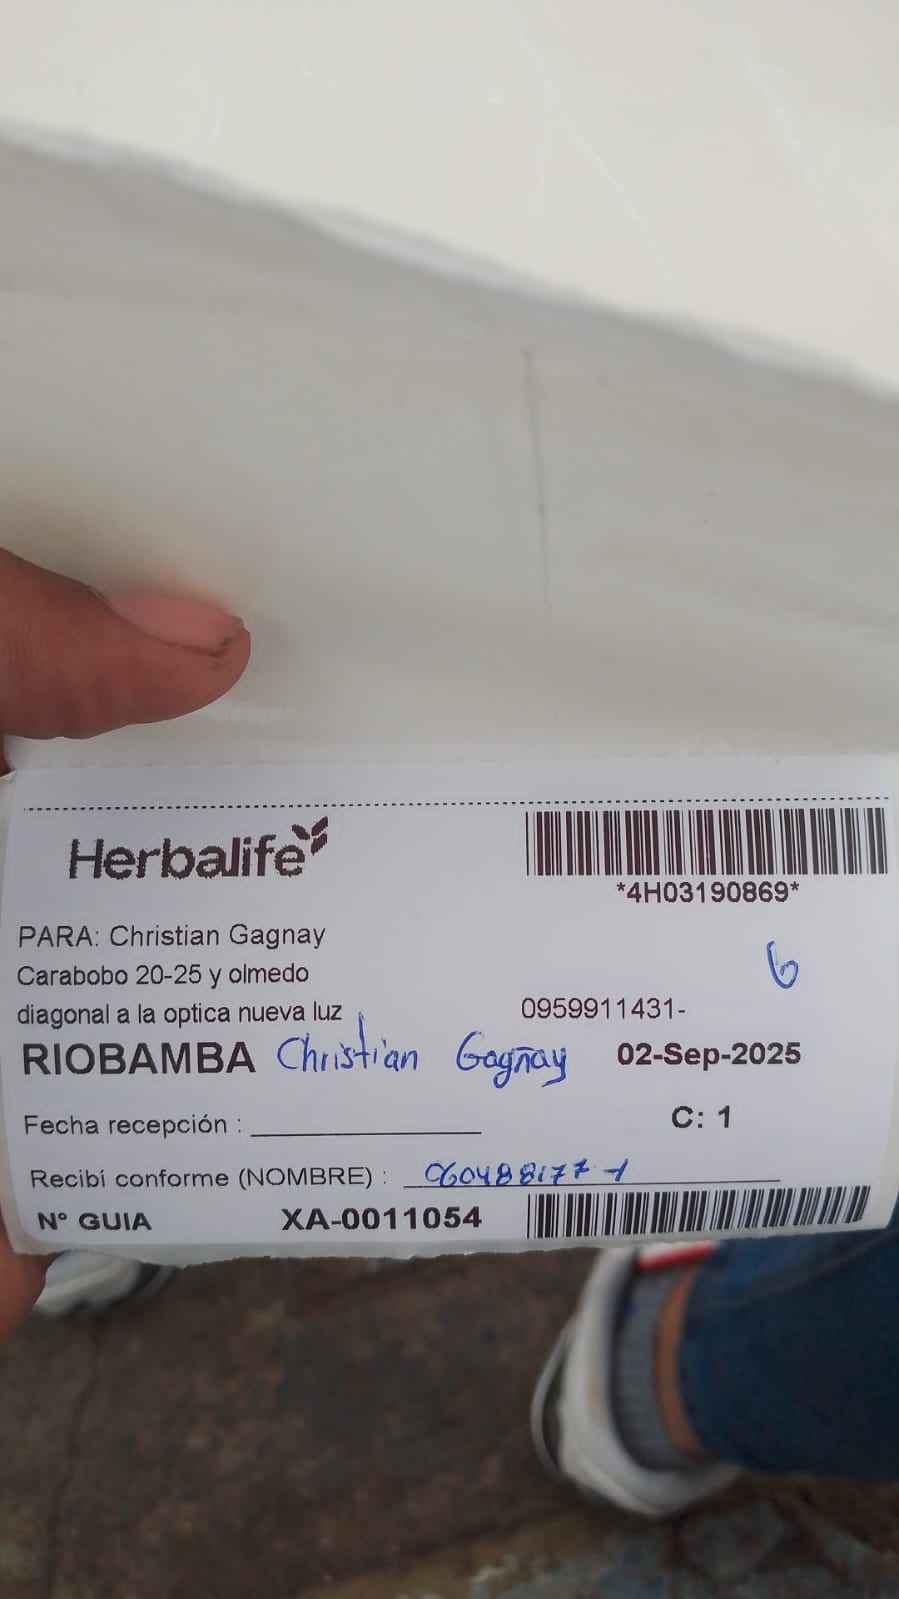 Herbalife
*4H03190869*
PARA: Christian Gagnay
Carabobo 20-25 y olmedo
6
diagonal a la optica nueva luz
0959911431-
RIOBAMBA Christian Gagñay 02-Sep-2025
Fecha recepción : C: 1
Recibí conforme (NOMBRE) : 060488177-1
N° GUIA XA-0011054